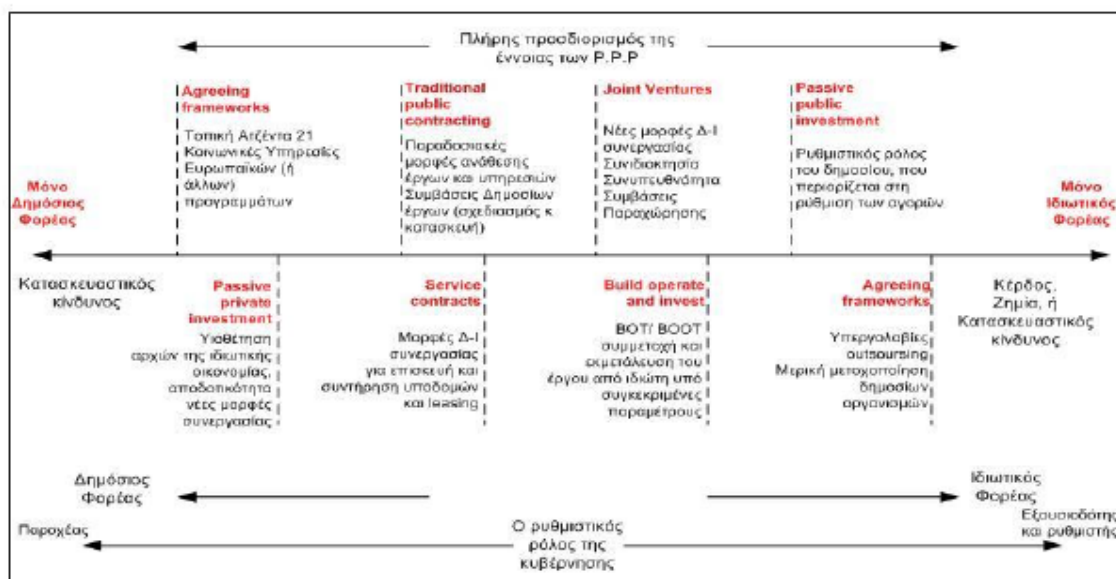 Πλήρης προσδιορισμός της
έννοιας των P.P.P
Agreeing
frameworks
Τοπική Ατζέντα 21
Κοινωνικές Υπηρεσίες
Ευρωπαϊκών (ή
άλλων)
προγραμμάτων
Traditional
public
contracting
Παραδοσιακές
μορφές ανάθεσης
έργων και υπηρεσιών
Συμβάσεις Δημοσίων
έργων (σχεδιασμός κ.
κατασκευή)
Joint Ventures
Νέες μορφές Δ-Ι
συνεργασίας
Συνιδιοκτησία
Συνυπευθυνότητα
Συμβάσεις
Παραχώρησης
Passive
public
investment
Ρυθμιστικός ρόλος
του δημοσίου, που
περιορίζεται στη
ρύθμιση των αγορών
Μόνο
Δημόσιος
Φορέας
Μόνο
Ιδιωτικός
Φορέας
Κατασκευαστικός
κίνδυνος
Passive
private
investment
Υιοθέτηση
αρχών της ιδιωτικής
οικονομίας,
αποδοτικότητα
νέες μορφές
συνεργασίας
Service
contracts
Μορφές Δ-Ι
συνεργασίας
για επισκευή και
συντήρηση υποδομών
και leasing
Build operate
and invest
BOT/ BOOT
συμμετοχή και
εκμετάλευση του
έργου από ιδιώτη υπό
συγκεκριμένες
παραμέτρους
Agreeing
frameworks
Υπεργολαβίες
outsoursing
Μερική μετοχοποίηση
δημοσίων
οργανισμών
Κέρδος,
Ζημία, ή
Κατασκευαστικός
κίνδυνος
Δημόσιος
Φορέας
Ιδιωτικός
Φορέας
Παροχέας
Ο ρυθμιστικός
ρόλος της
κυβέρνησης
Εξουσιοδότης
και ρυθμιστής